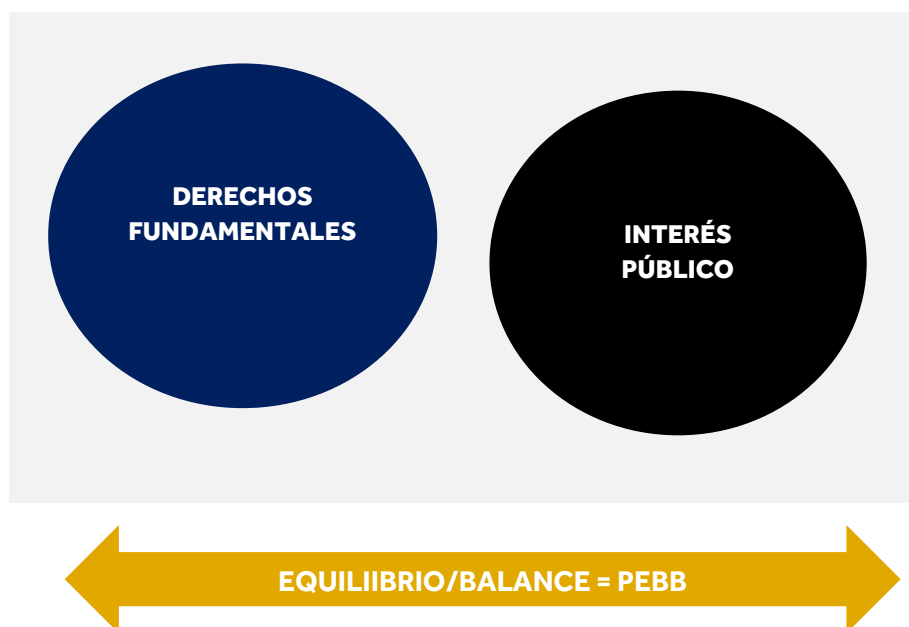 DERECHOS
FUNDAMENTALES
INTERÉS
PÚBLICO
EQUILIIBRIO/BALANCE = PEBB